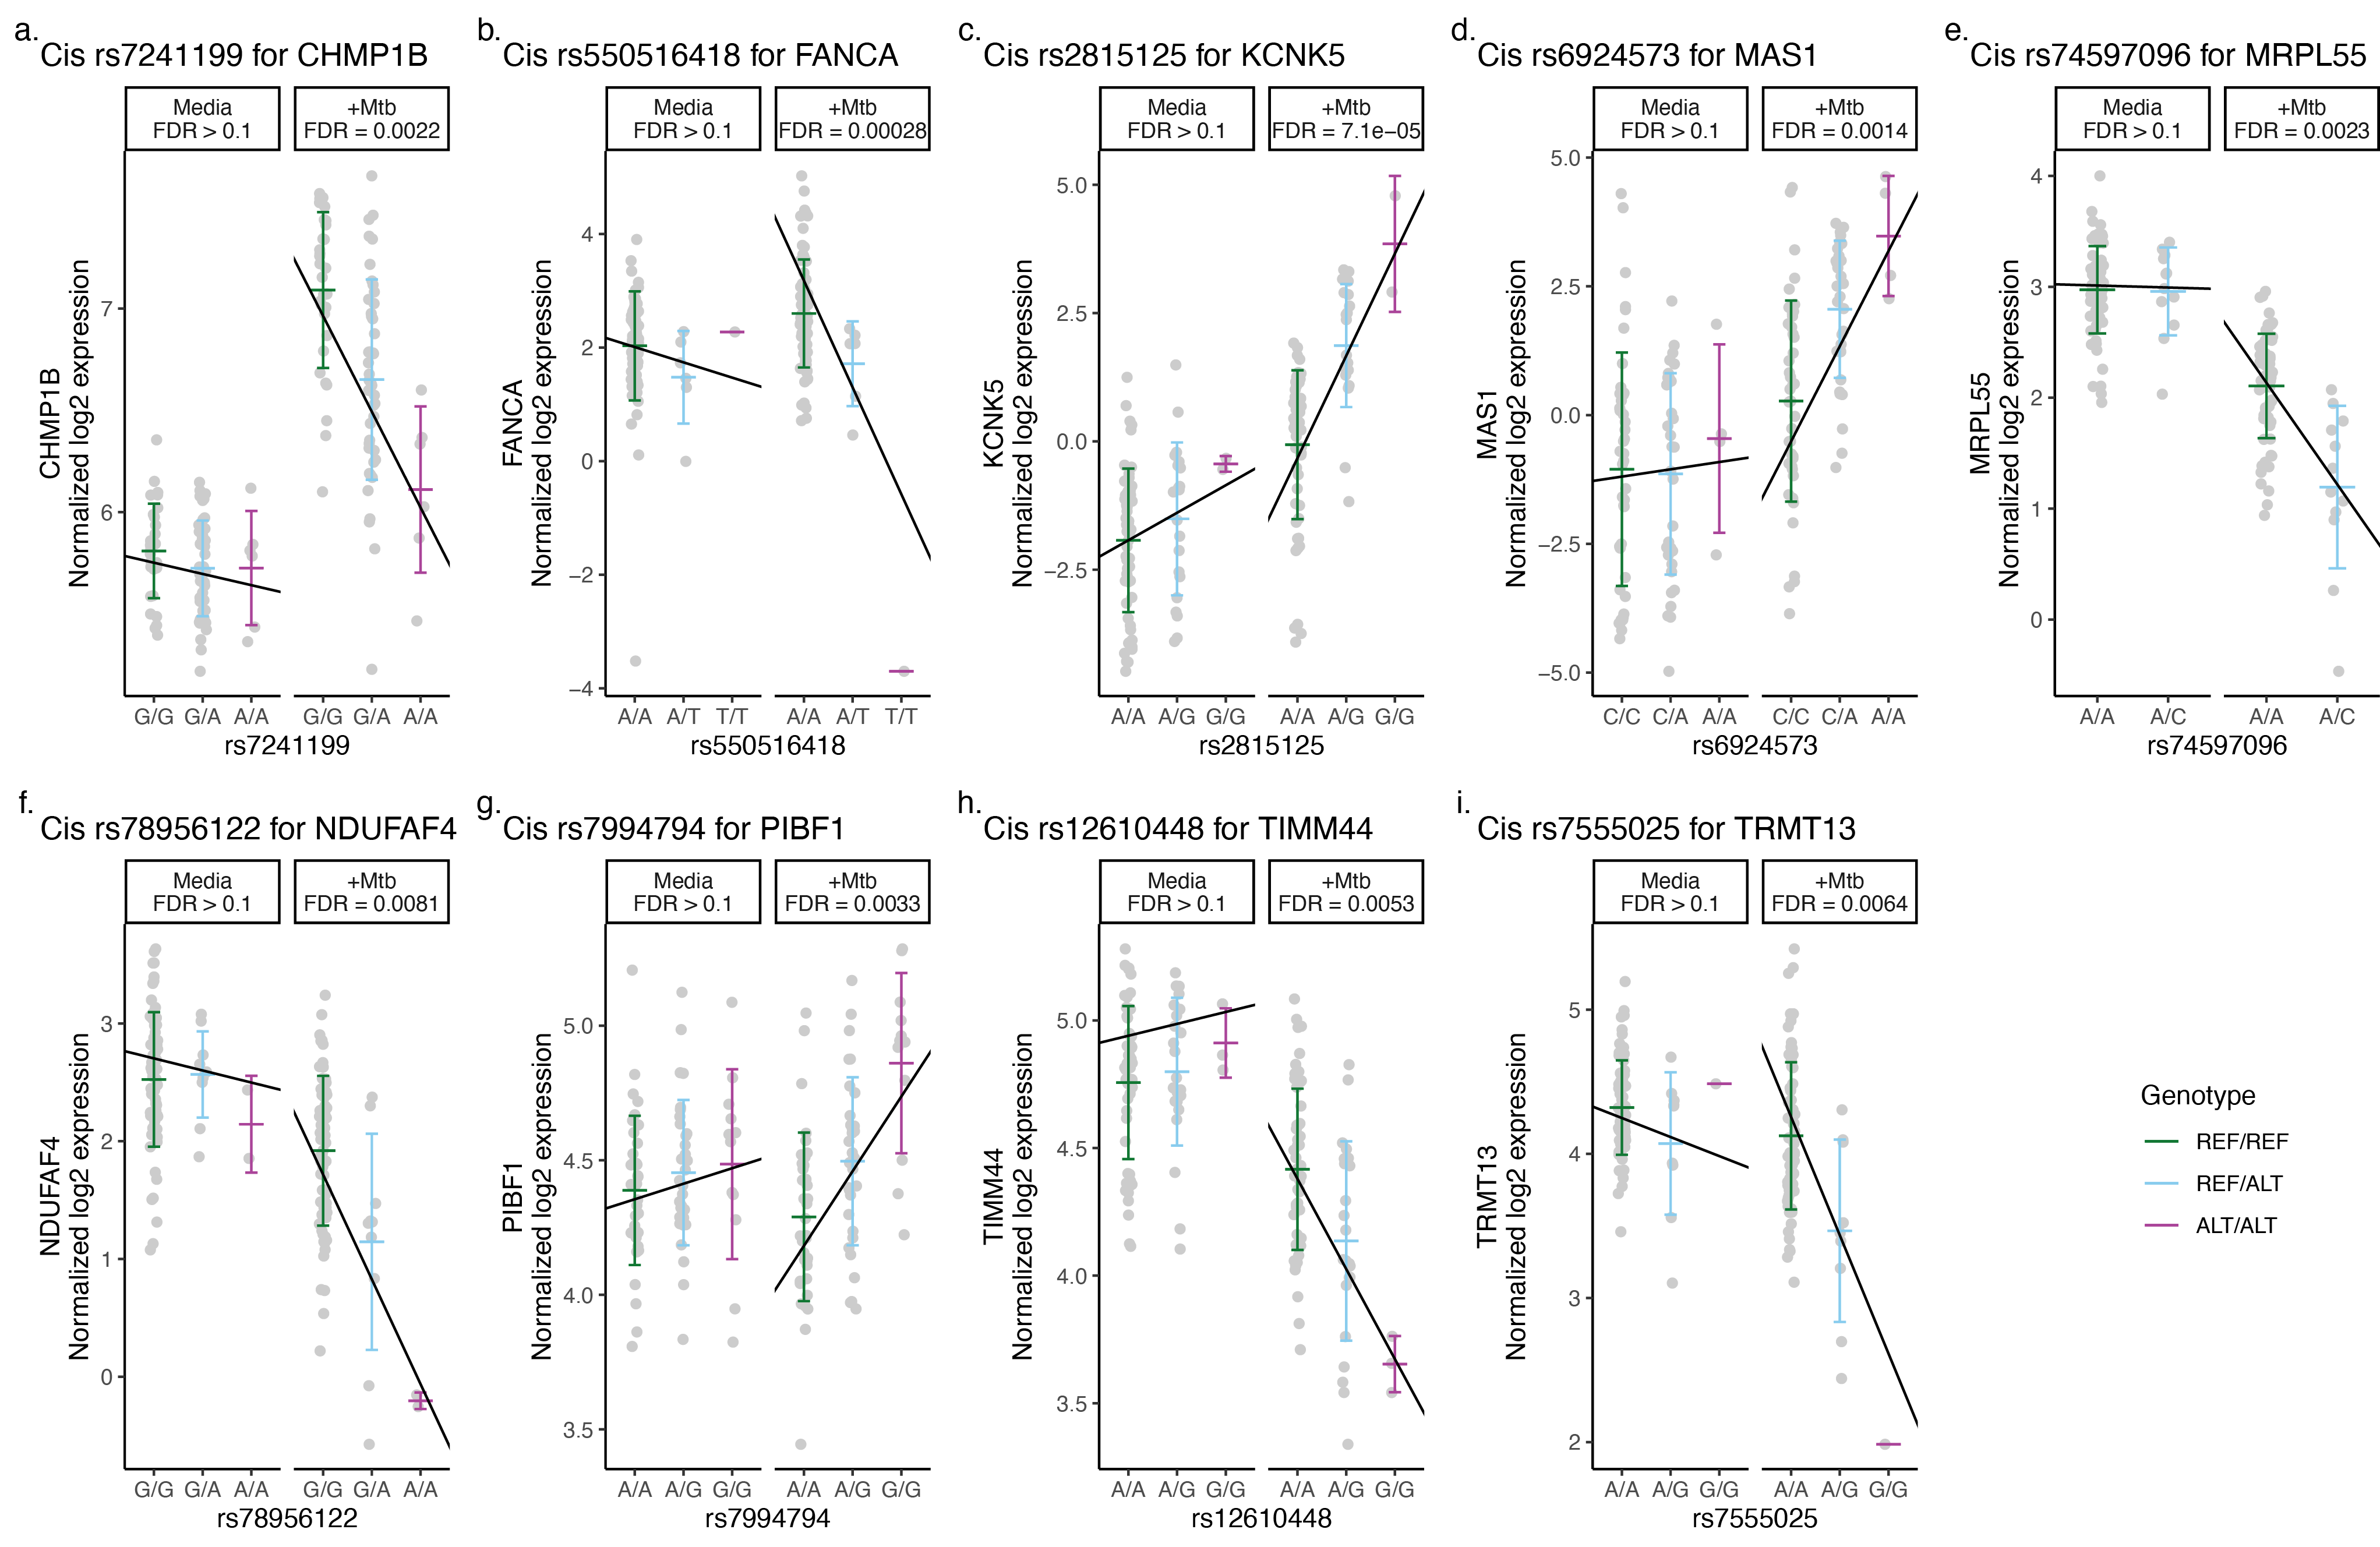 a.
Cis rs7241199 for CHMP1B
Media
FDR > 0.1
+Mtb
FDR = 0.0022
CHMP1B
Normalized log2 expression
7
6
G/G G/A A/A
G/G G/A A/A
rs7241199
b.
Cis rs550516418 for FANCA
Media
FDR > 0.1
+Mtb
FDR = 0.00028
FANCA
Normalized log2 expression
4
2
0
−2
−4
A/A A/T T/T
A/A A/T T/T
rs550516418
c.
Cis rs2815125 for KCNK5
Media
FDR > 0.1
+Mtb
FDR = 7.1e−05
KCNK5
Normalized log2 expression
5.0
2.5
0.0
−2.5
A/A A/G G/G
A/A A/G G/G
rs2815125
d.
Cis rs6924573 for MAS1
Media
FDR > 0.1
+Mtb
FDR = 0.0014
MAS1
Normalized log2 expression
5.0
2.5
0.0
−2.5
−5.0
C/C C/A A/A
C/C C/A A/A
rs6924573
e.
Cis rs74597096 for MRPL55
Media
FDR > 0.1
+Mtb
FDR = 0.0023
MRPL55
Normalized log2 expression
4
3
2
1
0
A/A A/C
A/A A/C
rs74597096
f.
Cis rs78956122 for NDUFAF4
Media
FDR > 0.1
+Mtb
FDR = 0.0081
NDUFAF4
Normalized log2 expression
3
2
1
0
G/G G/A A/A
G/G G/A A/A
rs78956122
g.
Cis rs7994794 for PIBF1
Media
FDR > 0.1
+Mtb
FDR = 0.0033
PIBF1
Normalized log2 expression
5.0
4.5
4.0
3.5
A/A A/G G/G
A/A A/G G/G
rs7994794
h.
Cis rs12610448 for TIMM44
Media
FDR > 0.1
+Mtb
FDR = 0.0053
TIMM44
Normalized log2 expression
5.0
4.5
4.0
3.5
A/A A/G G/G
A/A A/G G/G
rs12610448
i.
Cis rs7555025 for TRMT13
Media
FDR > 0.1
+Mtb
FDR = 0.0064
TRMT13
Normalized log2 expression
5
4
3
2
A/A A/G G/G
A/A A/G G/G
rs7555025
Genotype
REF/REF
REF/ALT
ALT/ALT